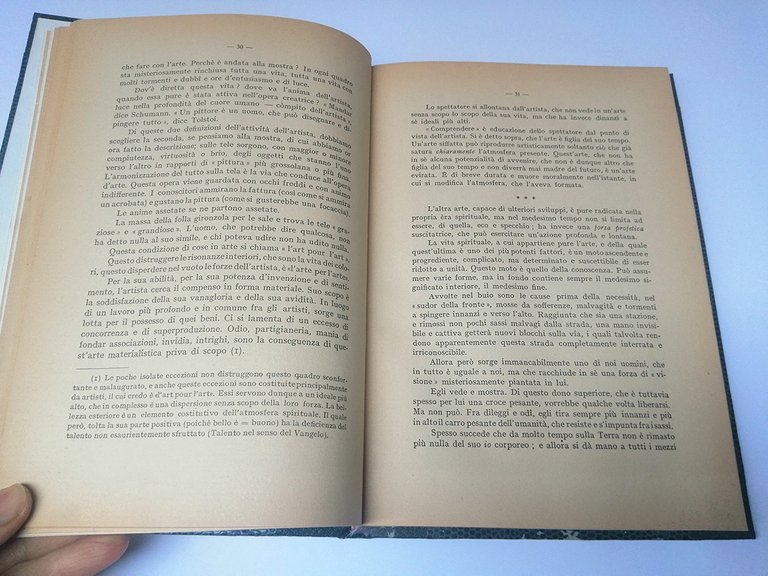 — 30 —
che fare con l'arte. Perchè è andata alla mostra? In ogni quadro
sta misteriosamente rinchiusa tutta una vita, tutta una vita con
molti tormenti e dubbi e ore d'entusiasmo e di luce.
Dov'è diretta questa vita? dove va l'anima dell'artista,
quando essa pur è stata attiva nell'opera creatrice? « Mandar
luce nella profondità del cuore umano — còmpito dell'artista »,
dice Schumann. « Un pittore è un uomo, che può disegnare e di-
pingere tutto », dice Tolstoi.
Di queste due definizioni dell'attività dell'artista, dobbiamo
scegliere la seconda, se pensiamo alla mostra, di cui abbiamo or
ora fatto la descrizione; sulle tele sorgono, con maggior o minore
compiutezza, virtuosità o brio, degli oggetti che stanno l'uno
verso l'altro in rapporti di « pittura » più grossolana o più fina.
L'armonizzazione del tutto sulla tela è la via che conduce all'opera
d'arte. Questa opera viene guardata con occhi freddi e con animo
indifferente. I conoscitori ammirano la fattura (così come si ammira
un acrobata) e gustano la pittura (come si gusterebbe una focaccia).
Le anime assetate se ne partono assetate.
La massa della folla gironzola per le sale e trova le tele « gra-
ziose » e « grandiose ». L'uomo, che potrebbe dire qualcosa, non
ha detto nulla al suo simile, e chi poteva udire non ha udito nulla.
Questa condizione di cose in arte si chiama « l'art pour l'art ».
Questo distruggere le risonanze interiori, che sono la vita dei colo-
ri, questo disperdere nel vuoto le forze dell'artista, è « l'arte per l'arte ».
Per la sua abilità, per la sua potenza d'invenzione e di senti-
mento, l'artista cerca il compenso in forma materiale. Suo scopo è
la soddisfazione della sua vanagloria e della sua avidità. In luogo
di un lavoro più profondo e in comune fra gli artisti, sorge una
lotta per il possesso di quei beni. Ci si lamenta di un eccesso di
concorrenza e di superproduzione. Odio, partigianeria, mania di
fondar associazioni, invidia, intrighi, sono la conseguenza di que-
st'arte materialistica priva di scopo (1).
(1) Le poche isolate eccezioni non distruggono questo quadro sconfor-
tante e malaugurato, e anche queste eccezioni sono costituite principalmente
da artisti, il cui credo è l'art pour l'art. Essi servono dunque a un ideale più
alto, che in complesso è una dispersione senza scopo della loro forza. La bel-
lezza esteriore è un elemento costitutivo dell'atmosfera spirituale. Il quale
però, tolta la sua parte positiva (poiché bello è = buono) ha la deficienza del
talento non esaurientemente sfruttato (Talento nel senso del Vangelo).
— 31 —
Lo spettatore si allontana dall'artista, che non vede in un'arte
senza scopo lo scopo della sua vita, ma che ha invece dinanzi a
sè ideali più alti.
« Comprendere » è educazione dello spettatore dal punto di
vista dell'artista. Si è detto sopra, che l'arte è figlia del suo tempo.
Un'arte siffatta può riprodurre artisticamente soltanto ciò che già
satura chiaramente l'atmosfera presente. Quest'arte, che non ha
in sè alcuna potenzialità di avvenire, che non è dunque altro che
figlia del suo tempo e non diverrà mai madre del futuro, è un'arte
evirata. È di breve durata e muore moralmente nell'istante, in
cui si modifica l'atmosfera, che l'aveva formata.
* * *
L'altra arte, capace di ulteriori sviluppi, è pure radicata nella
propria èra spirituale, ma nel medesimo tempo non si limita ad
essere, di quella, eco e specchio; ha invece una forza profetica
suscitatrice, che può esercitare un'azione profonda e lontana.
La vita spirituale, a cui appartiene pure l'arte, e della quale
quest'ultima è uno dei più potenti fattori, è un moto ascendente e
progrediente, complicato, ma determinato e suscettibile di esser
ridotto a unità. Questo moto è quello della conoscenza. Può assu-
mere varie forme, ma in fondo contiene sempre il medesimo si-
gnificato interiore, il medesimo fine.
Avvolte nel buio sono le cause prima della necessità, nel
« sudor della fronte », mosse da sofferenze, malvagità e tormenti
a spingere innanzi e verso l'alto. Raggiunta che sia una stazione,
e rimossi non pochi sassi malvagi dalla strada, una mano invisi-
bile e cattiva getterà nuovi blocchi sulla via, i quali talvolta ren-
dono apparentemente questa strada completamente interrata e
irriconoscibile.
Allora però sorge immancabilmente uno di noi uomini, che
in tutto è uguale a noi, ma che racchiude in sè una forza di « vi-
sione » misteriosamente piantata in lui.
Egli vede e mostra. Di questo dono superiore, che è tuttavia
spesso per lui una croce pesante, vorrebbe qualche volta liberarsi.
Ma non può. Fra dileggi e odî, egli tira sempre più innanzi e più
in alto il carro pesante dell'umanità, che resiste e s'impunta fra i sassi.
Spesso succede che da molto tempo sulla Terra non è rimasto
più nulla del suo io corporeo; e allora si dà mano a tutti i mezzi